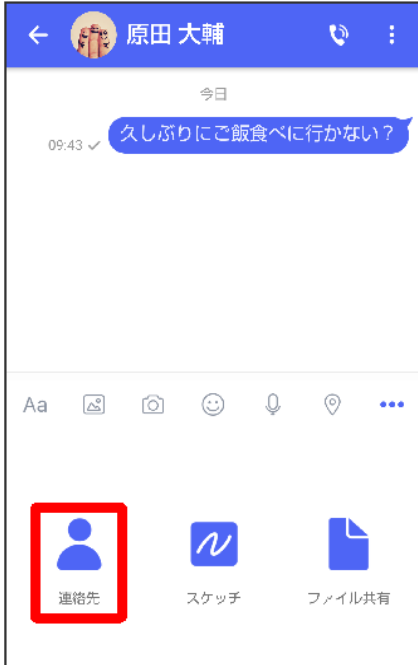 原田 大輔
今日
久しぶりにご飯食べに行かない？
09:43
Aa
連絡先
スケッチ
ファイル共有